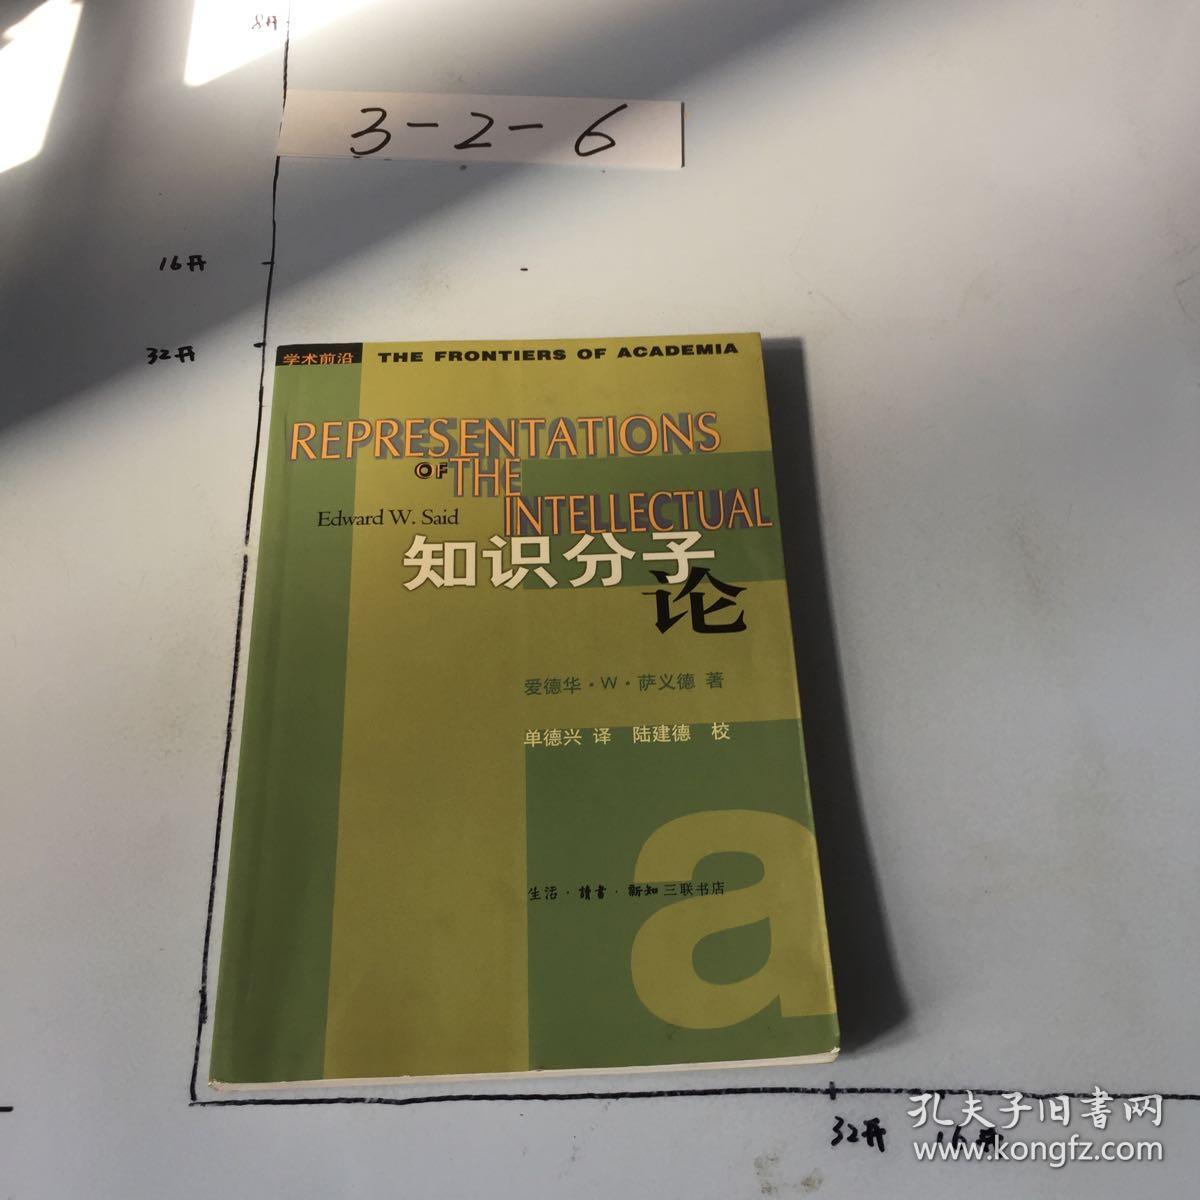 8开
3-2-6
16开
32开
学术前沿 THE FRONTIERS OF ACADEMIA
REPRESENTATIONS
OF THE
INTELLECTUAL
Edward W. Said
知识分子
论
爱德华·W·萨义德 著
单德兴 译 陆建德 校
生活·讀書·新知三联书店
a
32开 16开
孔夫子旧書网
www.kongfz.com